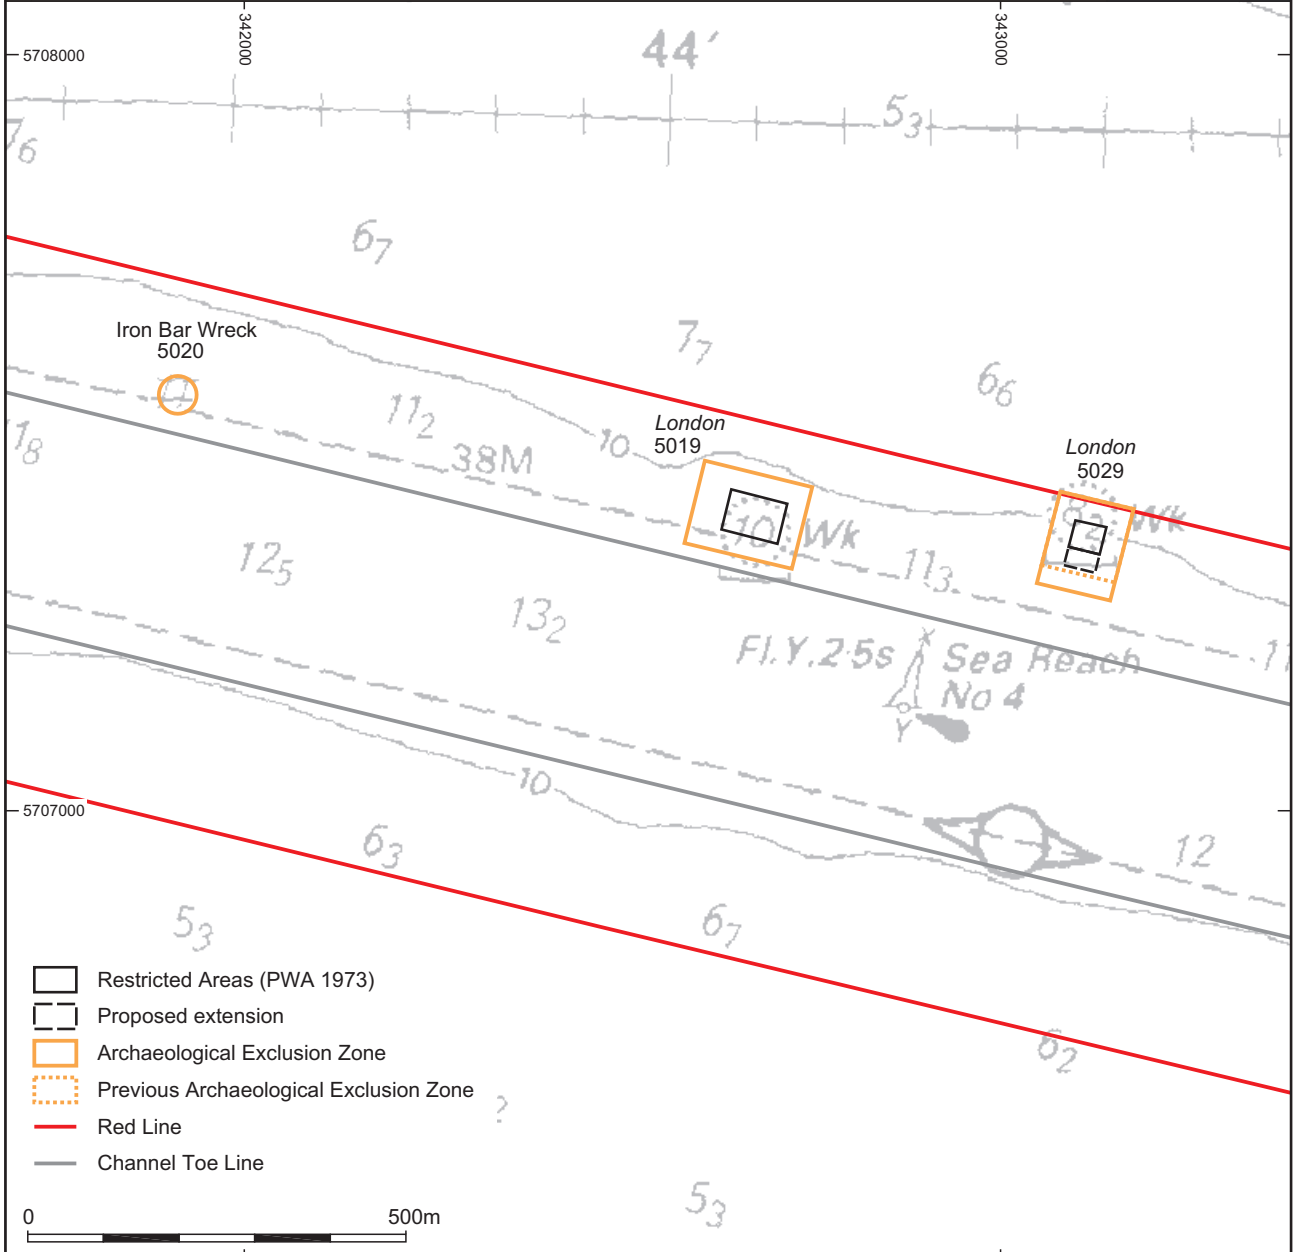 342000
343000
5708000
44′
5₃
7₆
6₇
Iron Bar Wreck
5020
7₇
6₆
11₂
10
38M
London
5019
London
5029
1₈
10
Wk
8₂
Wk
11₃
12₅
13₂
11
Fl.Y.2·5s
Sea Reach
No 4
Y
10
5707000
6₃
12
5₃
6₇
6₂
Restricted Areas (PWA 1973)
Proposed extension
Archaeological Exclusion Zone
Previous Archaeological Exclusion Zone
?
Red Line
Channel Toe Line
5₃
0 500m